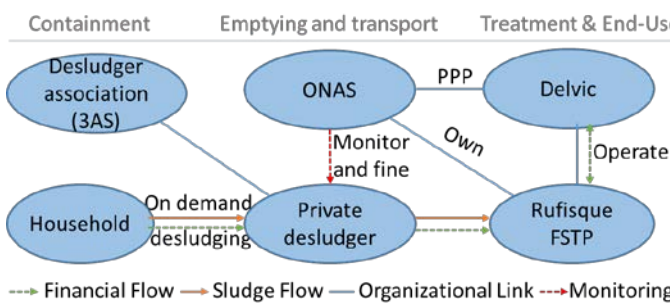 Containment Emptying and transport Treatment & End-Use
Desludger
association
(3AS)
ONAS
PPP
Delvic
Monitor
and fine
Own
Operate
Household
On demand
desludging
Private
desludger
Rufisque
FSTP
Financial Flow Sludge Flow Organizational Link Monitoring